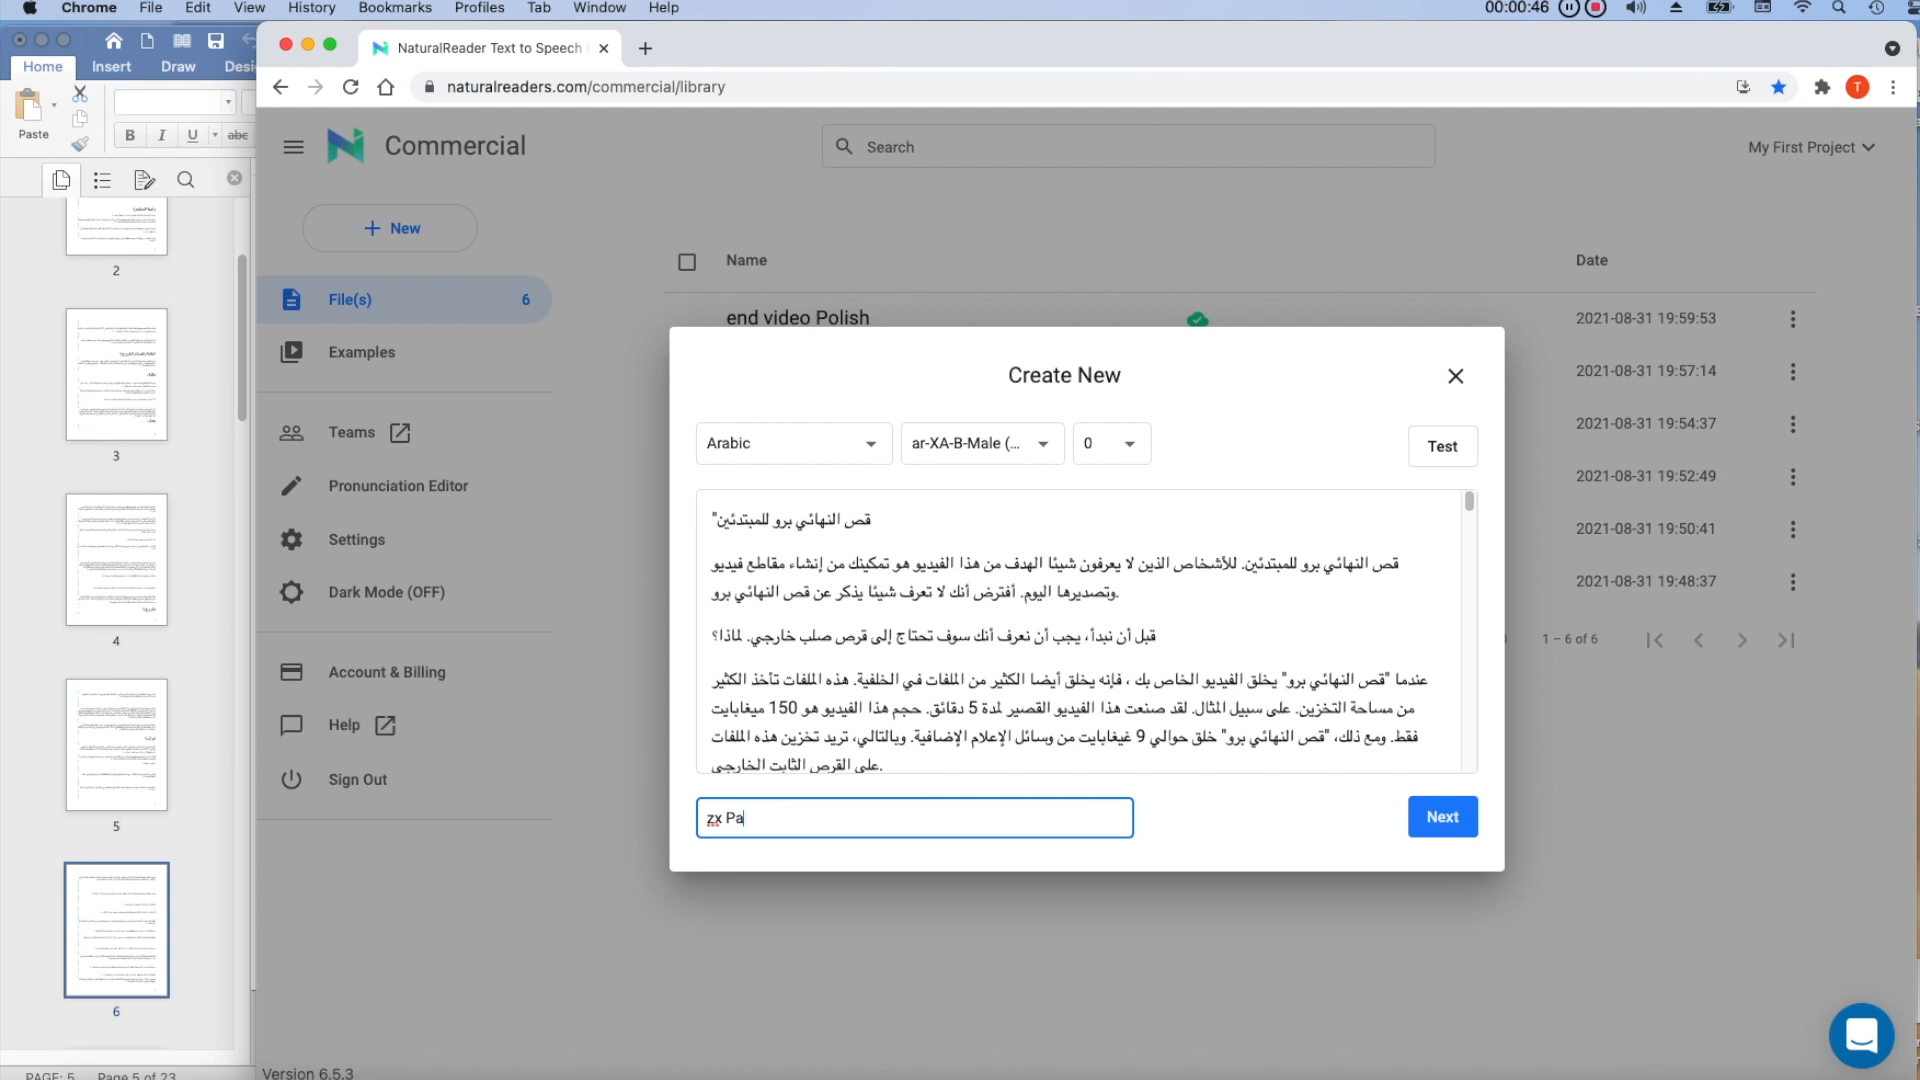 Chrome File Edit View History Bookmarks Profiles Tab Window Help 00:00:46
NaturalReader Text to Speech
Home Insert Draw Desi
naturalreaders.com/commercial/library T
Paste
B I U abc
Commercial Search My First Project
+ New
Name Date
File(s) 6
end video Polish 2021-08-31 19:59:53
Examples
2021-08-31 19:57:14
2021-08-31 19:54:37
2021-08-31 19:52:49
2021-08-31 19:50:41
2021-08-31 19:48:37
1 – 6 of 6
Teams
Pronunciation Editor
Settings
Dark Mode (OFF)
Account & Billing
Help
Sign Out
Version 6.5.3
Create New
Arabic ar-XA-B-Male (... 0 Test
قص النهائي برو للمبتدئين"
قص النهائي برو للمبتدئين. للأشخاص الذين لا يعرفون شيئا الهدف من هذا الفيديو هو تمكينك من إنشاء مقاطع فيديو
وتصديرها اليوم. أفترض أنك لا تعرف شيئا يذكر عن قص النهائي برو.
قبل أن نبدأ، يجب أن نعرف أنك سوف تحتاج إلى قرص صلب خارجي. لماذا؟
عندما "قص النهائي برو" يخلق الفيديو الخاص بك ، فإنه يخلق أيضا الكثير من الملفات في الخلفية. هذه الملفات تأخذ الكثير
من مساحة التخزين. على سبيل المثال. لقد صنعت هذا الفيديو القصير لمدة 5 دقائق. حجم هذا الفيديو هو 150 ميغابايت
فقط. ومع ذلك، "قص النهائي برو" خلق حوالي 9 غيغابايت من وسائل الإعلام الإضافية. وبالتالي، تريد تخزين هذه الملفات
على القرص الثابت الخارجي.
zx Pa
Next
2
3
4
5
6
PAGE: 5 Page 5 of 23